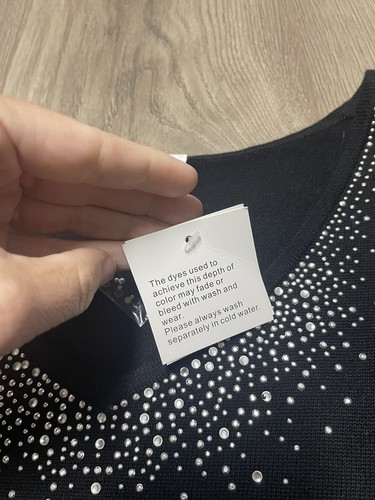 The dyes used to
achieve this depth of
color may fade or
bleed with wash and
wear.
Please always wash
separately in cold water.